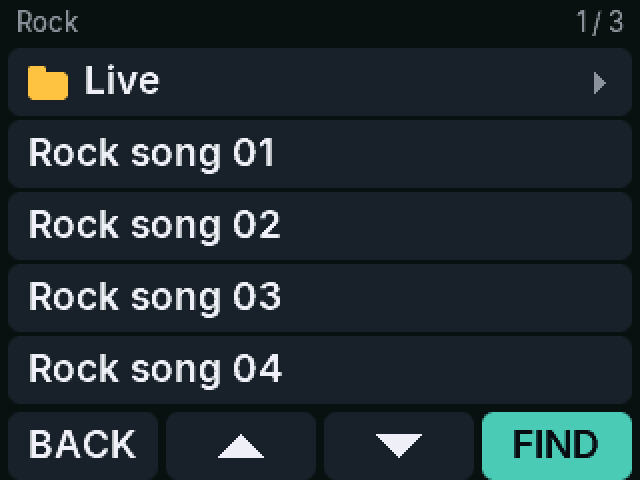 Rock 1/3
Live
Rock song 01
Rock song 02
Rock song 03
Rock song 04
BACK FIND